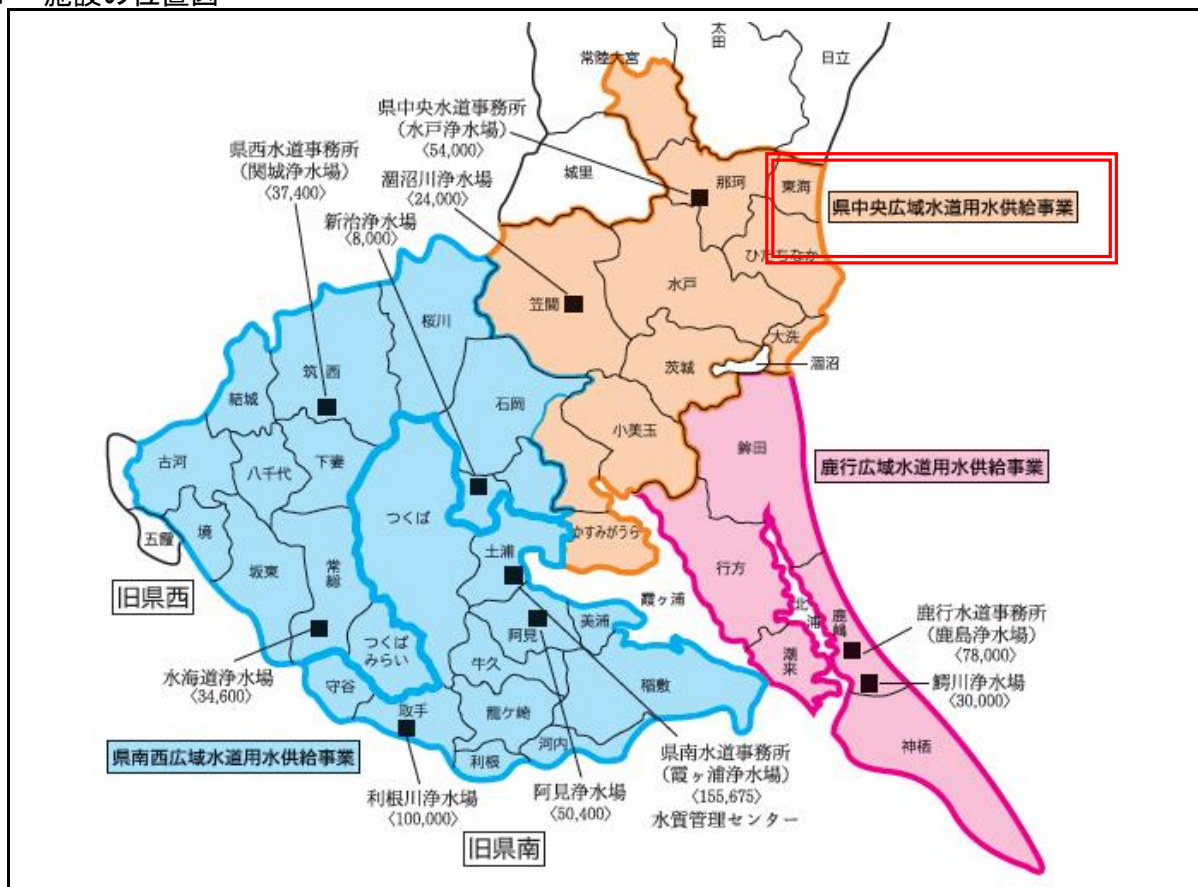 施設の位置図
太田
日立
常陸大宮
県中央水道事務所
(水戸浄水場)
〈54,000〉
県西水道事務所
(関城浄水場)
〈37,400〉
涸沼川浄水場
〈24,000〉
新治浄水場
〈8,000〉
城里
那珂
東海
県中央広域水道用水供給事業
ひたちなか
水戸
笠間
桜川
大洗
涸沼
茨城
筑西
結城
石岡
小美玉
鉾田
鹿行広域水道用水供給事業
古河
八千代
下妻
つくば
かすみがうら
五霞
境
坂東
常総
土浦
行方
旧県西
霞ヶ浦
北浦
鹿嶋
鹿行水道事務所
(鹿島浄水場)
〈78,000〉
美浦
阿見
つくば
みらい
牛久
潮来
鰐川浄水場
〈30,000〉
水海道浄水場
〈34,600〉
守谷
稲敷
取手
龍ケ崎
河内
利根
神栖
県南西広域水道用水供給事業
県南水道事務所
(霞ヶ浦浄水場)
〈155,675〉
水質管理センター
利根川浄水場
〈100,000〉
阿見浄水場
〈50,400〉
旧県南